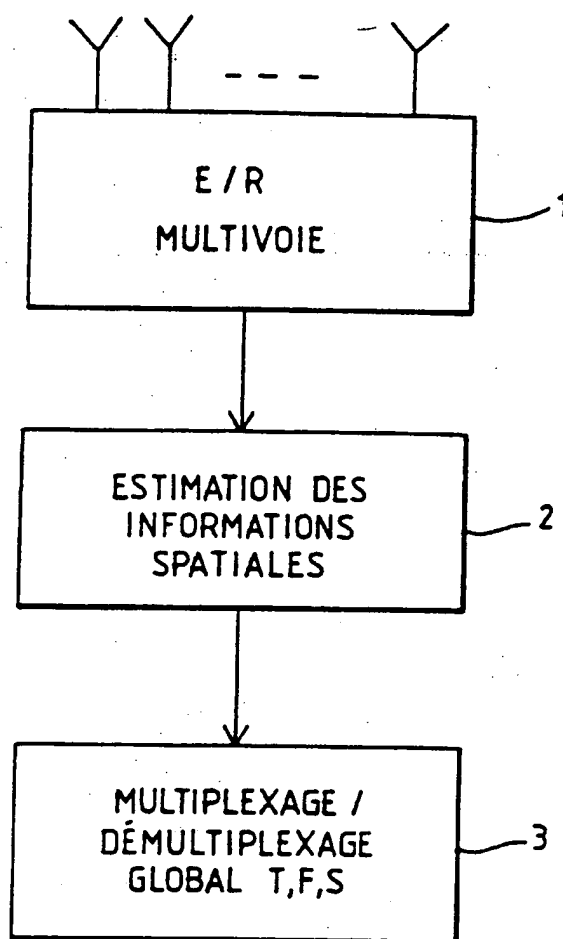 E / R
MULTIVOIE
1
ESTIMATION DES
INFORMATIONS
SPATIALES
2
MULTIPLEXAGE /
DÉMULTIPLEXAGE
GLOBAL T,F,S
3